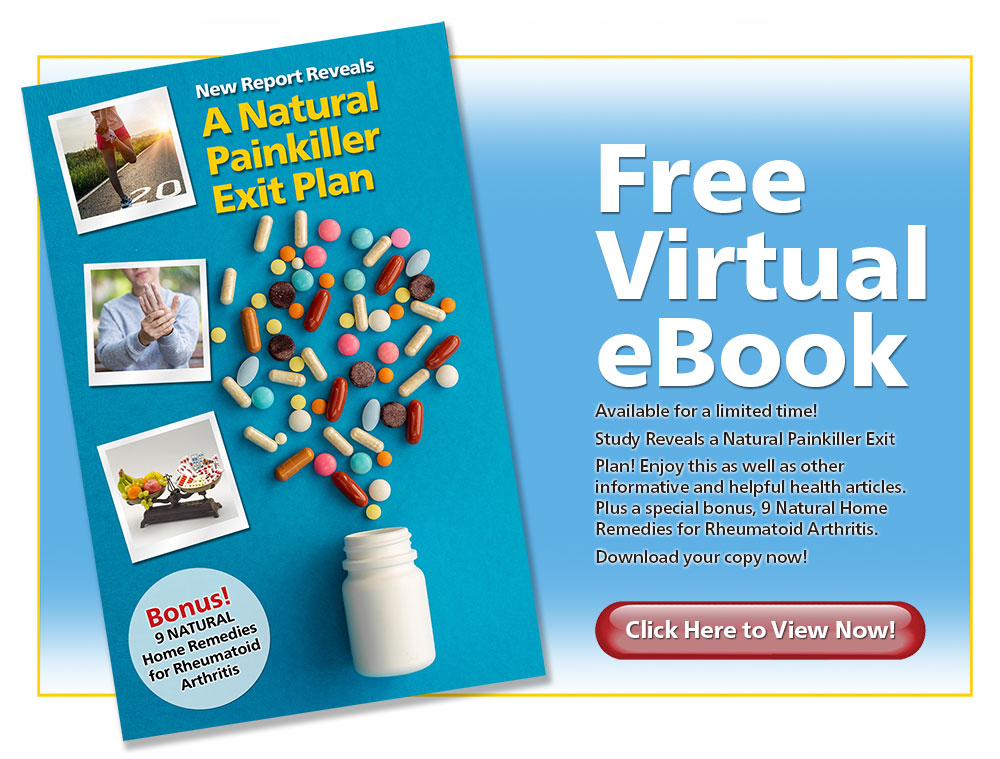 New Report Reveals
A Natural
Painkiller
Exit Plan
20
Bonus!
9 NATURAL
Home Remedies
for Rheumatoid
Arthritis
Free
Virtual
eBook
Available for a limited time!
Study Reveals a Natural Painkiller Exit
Plan! Enjoy this as well as other
informative and helpful health articles.
Plus a special bonus, 9 Natural Home
Remedies for Rheumatoid Arthritis.
Download your copy now!
Click Here to View Now!